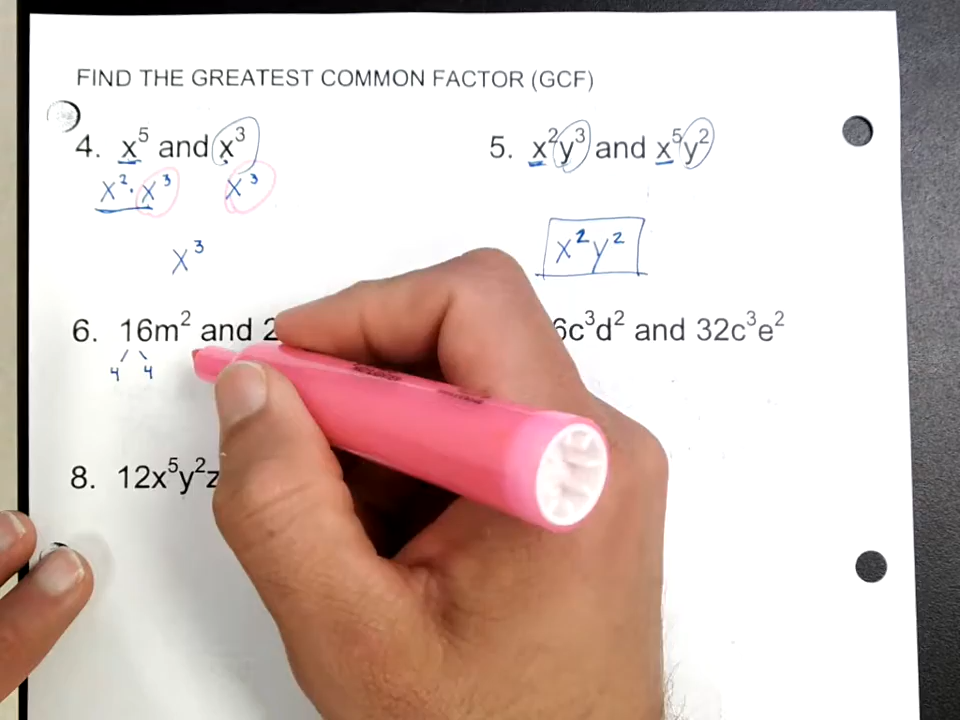 FIND THE GREATEST COMMON FACTOR (GCF)
4. x⁵ and x³
x²·x³ x³
x³
5. x²y³ and x⁵y²
x²y²
6. 16m² and 2
4 4
6c³d² and 32c³e²
8. 12x⁵y²z